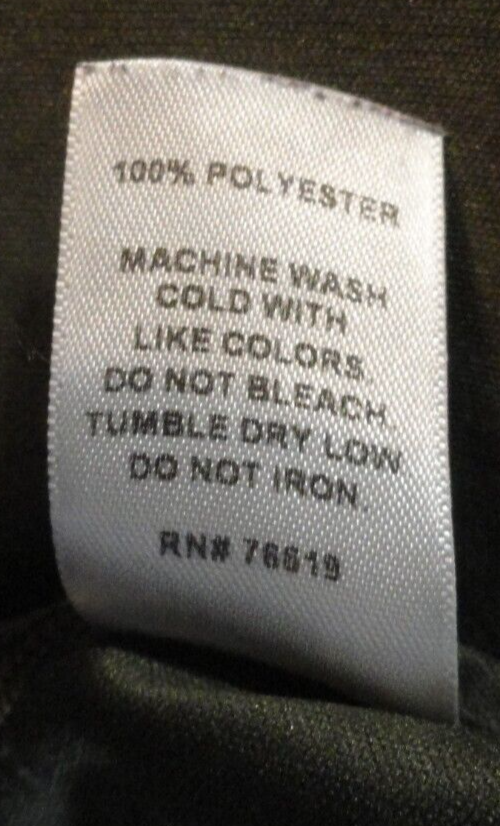 100% POLYESTER
MACHINE WASH
COLD WITH
LIKE COLORS.
DO NOT BLEACH.
TUMBLE DRY LOW
DO NOT IRON.
RN# 76619